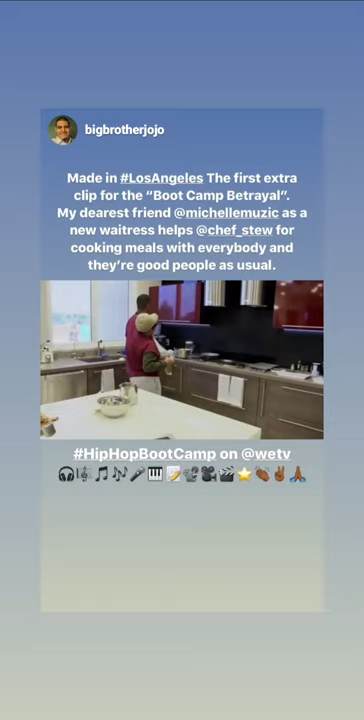 bigbrotherjojo
Made in #LosAngeles The first extra
clip for the “Boot Camp Betrayal”.
My dearest friend @michellemuzic as a
new waitress helps @chef_stew for
cooking meals with everybody and
they’re good people as usual.
#HipHopBootCamp on @wetv
🎧🎼🎵🎶🎤🎹📝📽🎥🎬⭐👏🏾✌🏾🙏🏾